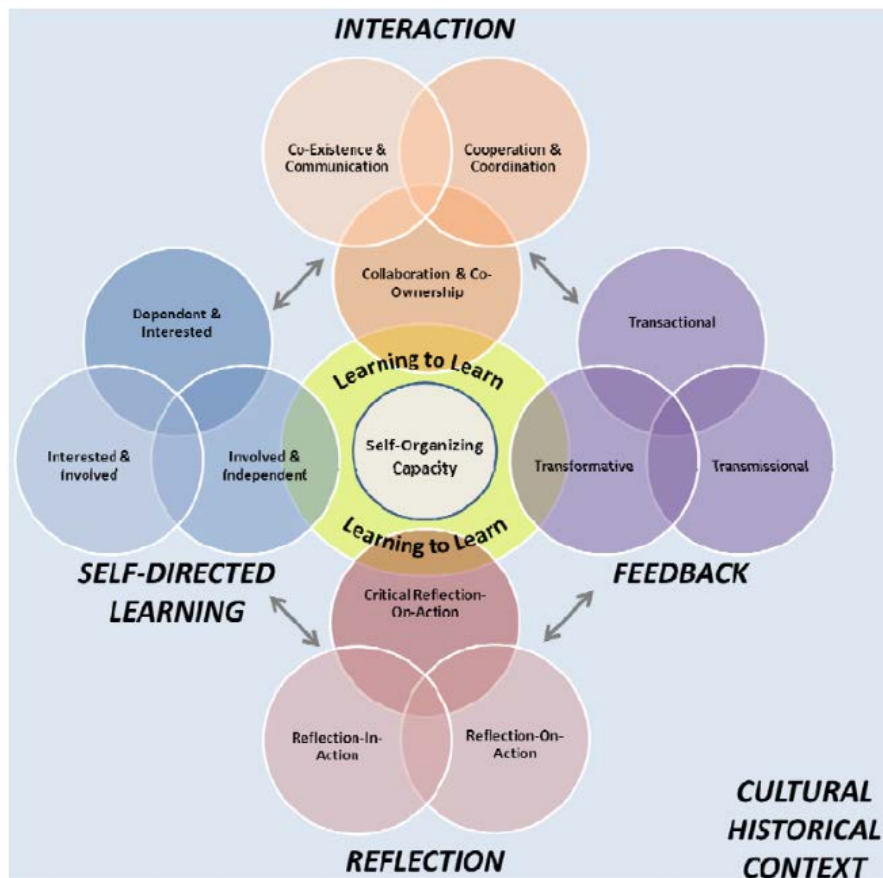 INTERACTION
Co-Existence &
Communication
Cooperation &
Coordination
Collaboration & Co-
Ownership
Dependent &
Interested
Transactional
Learning to Learn
Interested &
Involved
Involved &
Independent
Self-Organizing
Capacity
Transformative
Transmissional
Learning to Learn
SELF-DIRECTED
LEARNING
FEEDBACK
Critical Reflection-
On-Action
Reflection-In-
Action
Reflection-On-
Action
REFLECTION
CULTURAL
HISTORICAL
CONTEXT